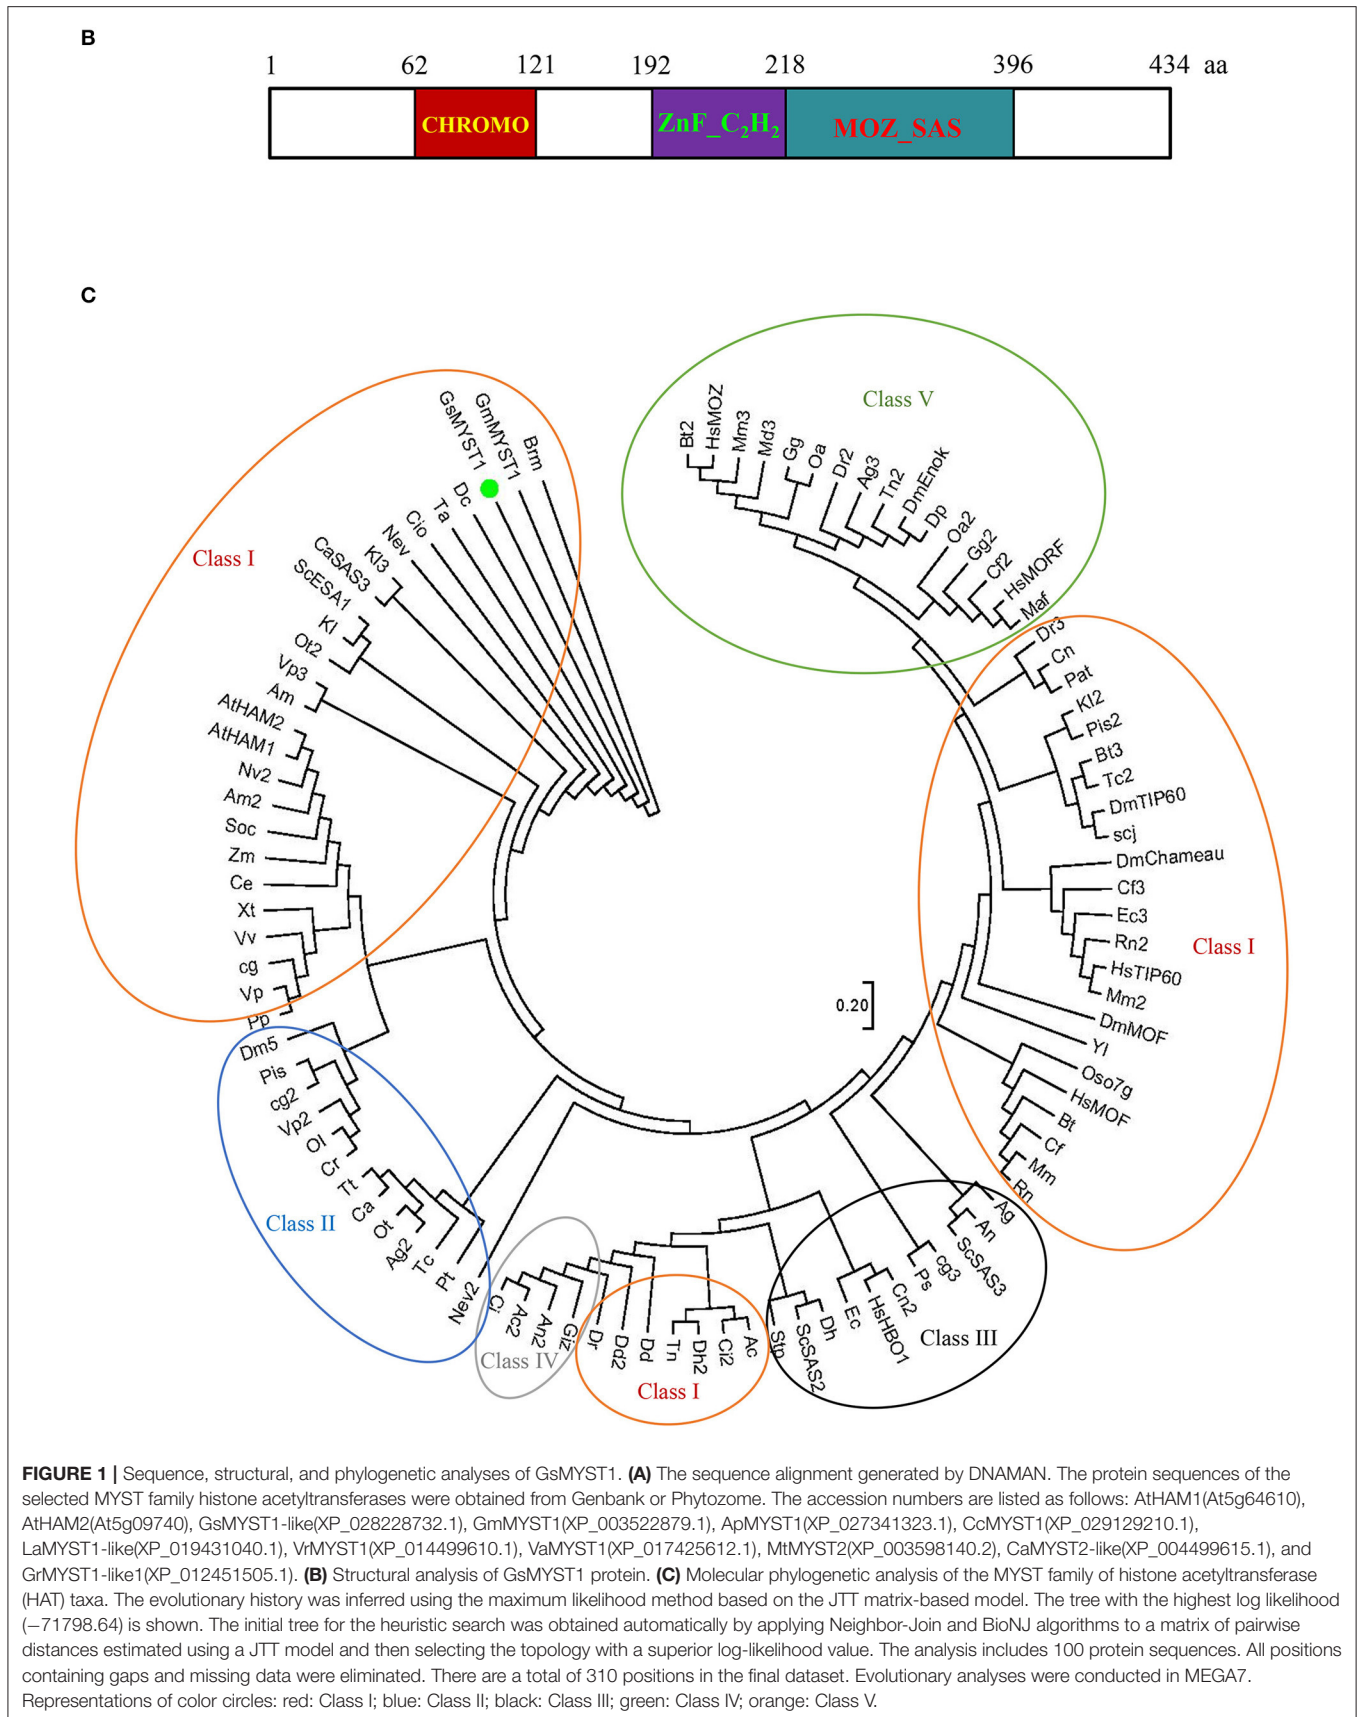 B
1 62 121 192 218 396 434 aa
CHROMO ZnF_C₂H₂ MOZ_SAS
C
Class I
GsMYST1
GmMYST1
Brm
Dc
Ta
Cio
Nev
Kl3
CaSAS3
ScESA1
Kl
Ot2
Vp3
Am
AtHAM2
AtHAM1
Nv2
Am2
Soc
Zm
Ce
Xt
Vv
cg
Vp
Pp
Class II
Dm5
Pis
cg2
Vp2
Ol
Cr
Tt
Ca
Ot
Ag2
Tc
Pt
Nev2
Class IV
Ci
Ac2
An2
Giz
Class I
Dr
Dd2
Dd
Tn
Dh2
Ci2
Ac
Class III
Stp
ScSAS2
Dh
Ec
HsHBO1
Cn2
Ps
cg3
ScSAS3
An
Ag
Class I
Rn
Mm
Cf
Bt
HsMOF
Oso7g
Yl
DmMOF
Mm2
HsTIP60
Rn2
Ec3
Cf3
DmChameau
scj
DmTIP60
Tc2
Bt3
Pis2
Kl2
Pat
Cn
Dr3
Class V
Maf
HsMORF
Cf2
Gg2
Oa2
Dp
DmEnok
Tn2
Ag3
Dr2
Oa
Gg
Md3
Mm3
HsMOZ
Bt2
0.20
FIGURE 1 | Sequence, structural, and phylogenetic analyses of GsMYST1. (A) The sequence alignment generated by DNAMAN. The protein sequences of the
selected MYST family histone acetyltransferases were obtained from Genbank or Phytozome. The accession numbers are listed as follows: AtHAM1(At5g64610),
AtHAM2(At5g09740), GsMYST1-like(XP_028228732.1), GmMYST1(XP_003522879.1), ApMYST1(XP_027341323.1), CcMYST1(XP_029129210.1),
LaMYST1-like(XP_019431040.1), VrMYST1(XP_014499610.1), VaMYST1(XP_017425612.1), MtMYST2(XP_003598140.2), CaMYST2-like(XP_004499615.1), and
GrMYST1-like1(XP_012451505.1). (B) Structural analysis of GsMYST1 protein. (C) Molecular phylogenetic analysis of the MYST family of histone acetyltransferase
(HAT) taxa. The evolutionary history was inferred using the maximum likelihood method based on the JTT matrix-based model. The tree with the highest log likelihood
(−71798.64) is shown. The initial tree for the heuristic search was obtained automatically by applying Neighbor-Join and BioNJ algorithms to a matrix of pairwise
distances estimated using a JTT model and then selecting the topology with a superior log-likelihood value. The analysis includes 100 protein sequences. All positions
containing gaps and missing data were eliminated. There are a total of 310 positions in the final dataset. Evolutionary analyses were conducted in MEGA7.
Representations of color circles: red: Class I; blue: Class II; black: Class III; green: Class IV; orange: Class V.